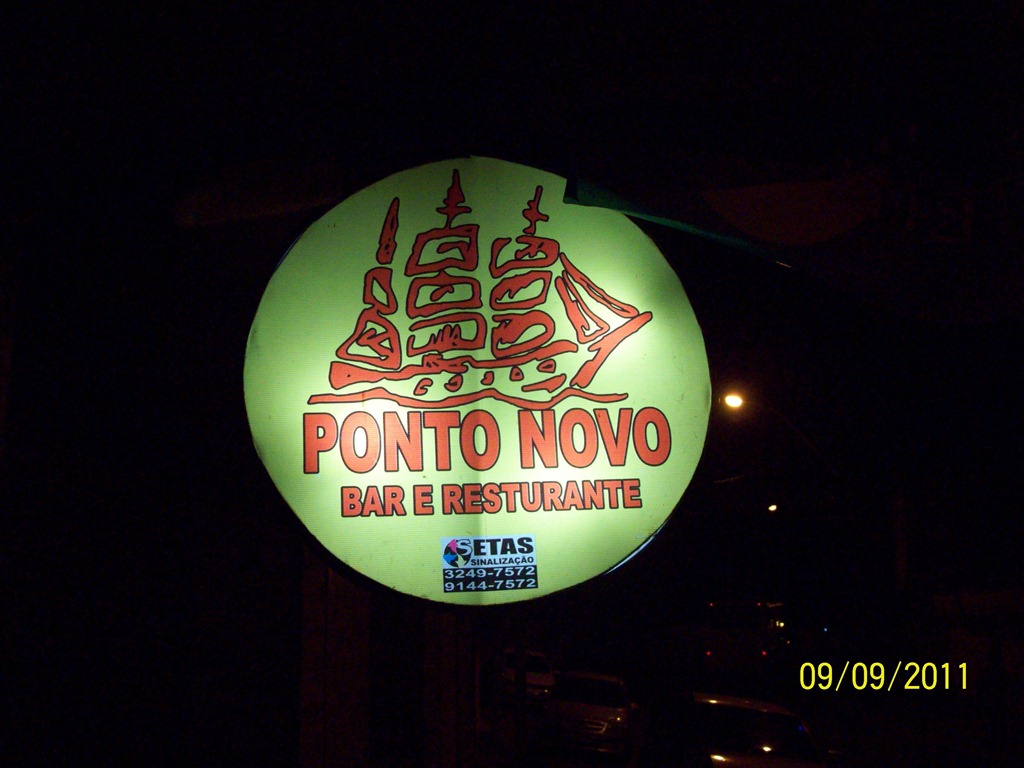 PONTO NOVO
BAR E RESTURANTE
SETAS
SINALIZAÇÃO
3249-7572
9144-7572
09/09/2011